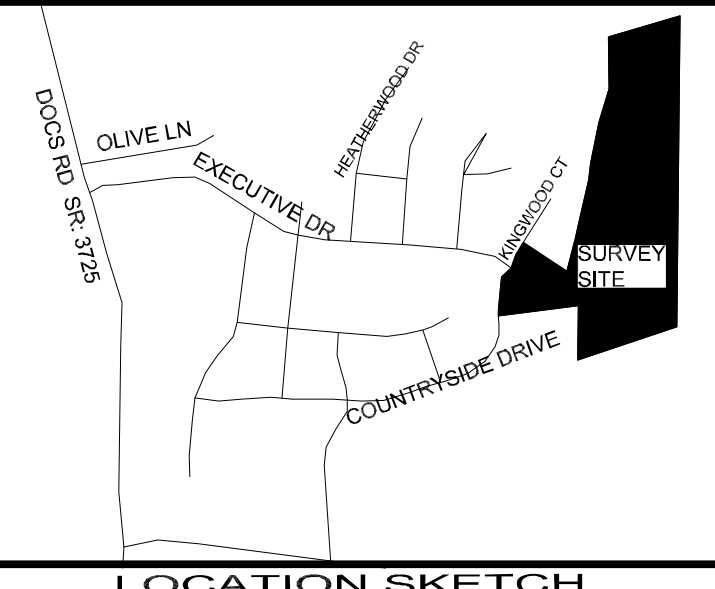 DOCS RD SR: 3725
OLIVE LN
EXECUTIVE DR
HEATHERWOOD DR
KINGWOOD CT
SURVEY
SITE
COUNTRYSIDE DRIVE
LOCATION SKETCH